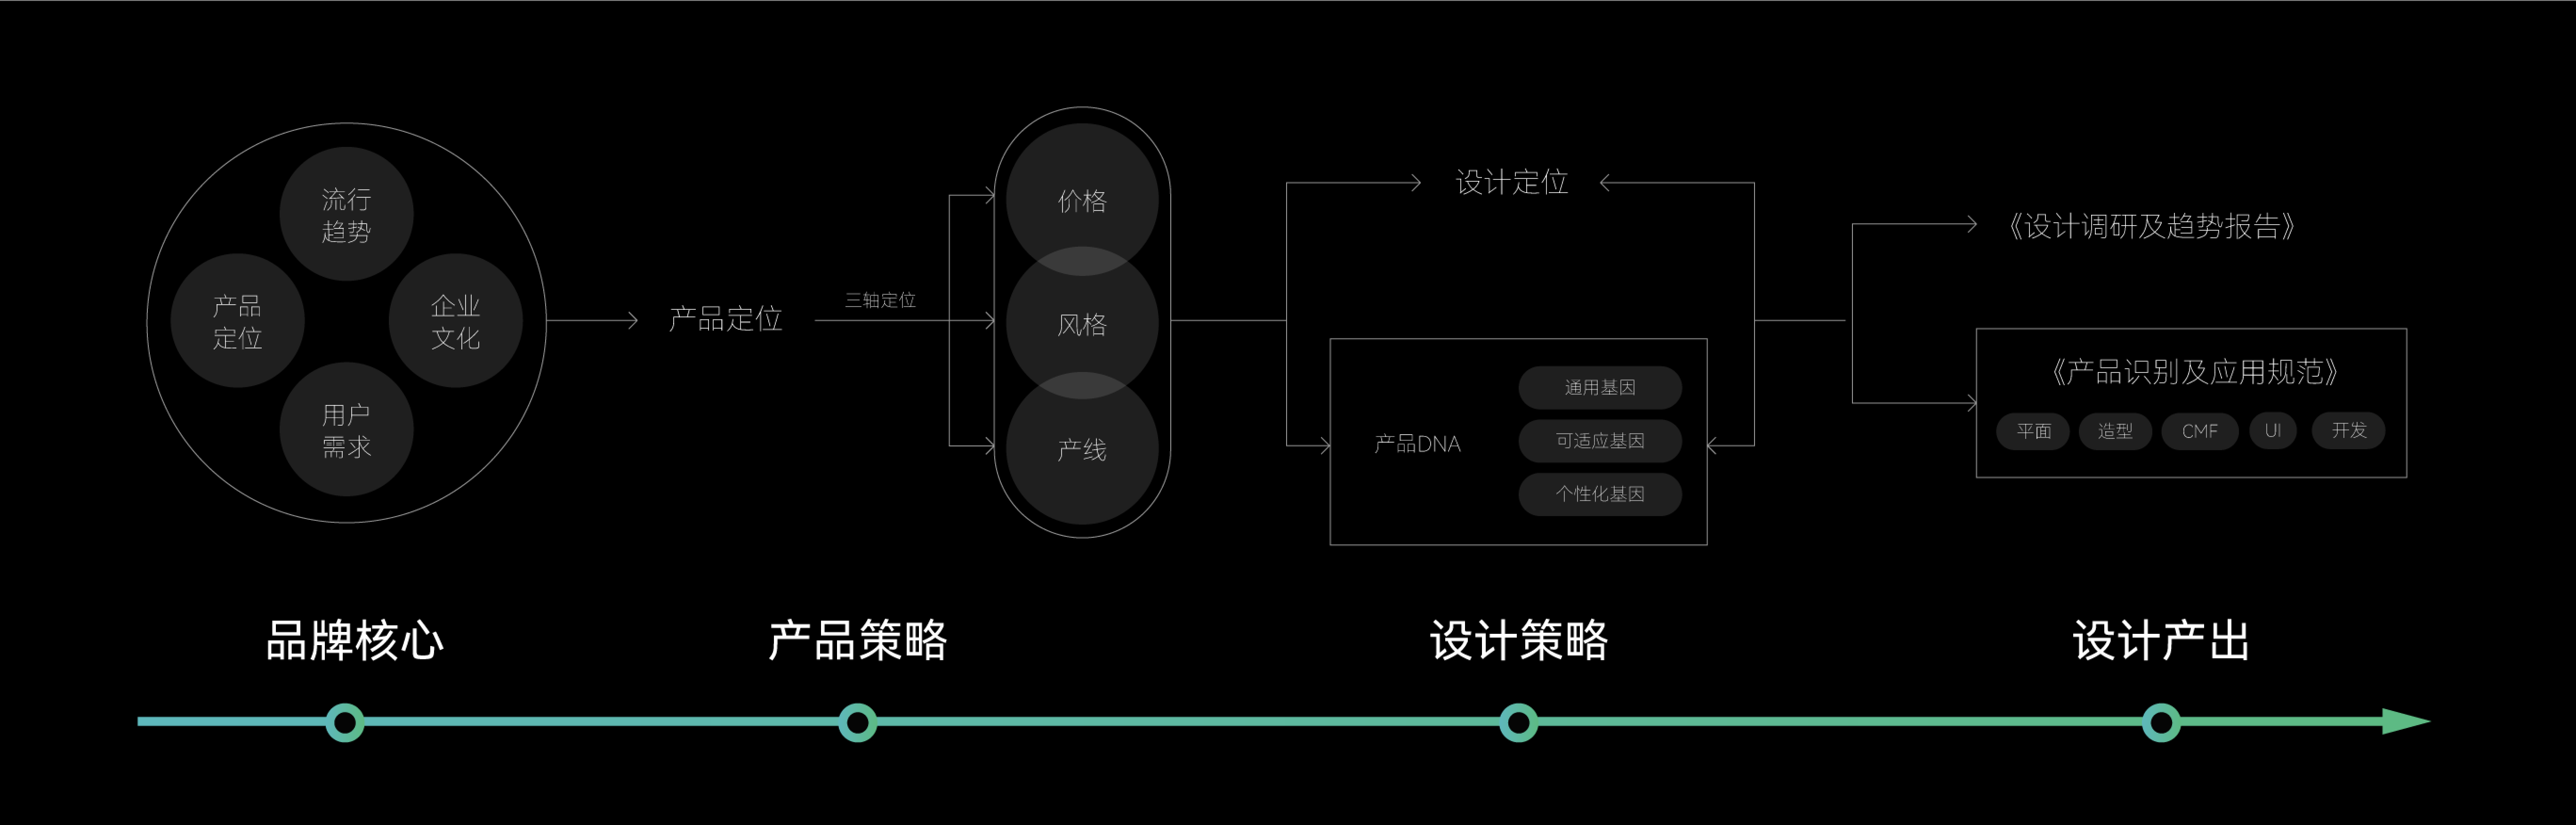 流行
趋势
产品
定位
企业
文化
用户
需求
产品定位
三轴定位
价格
风格
产线
设计定位
产品DNA
通用基因
可适应基因
个性化基因
《设计调研及趋势报告》
《产品识别及应用规范》
平面
造型
CMF
UI
开发
品牌核心
产品策略
设计策略
设计产出